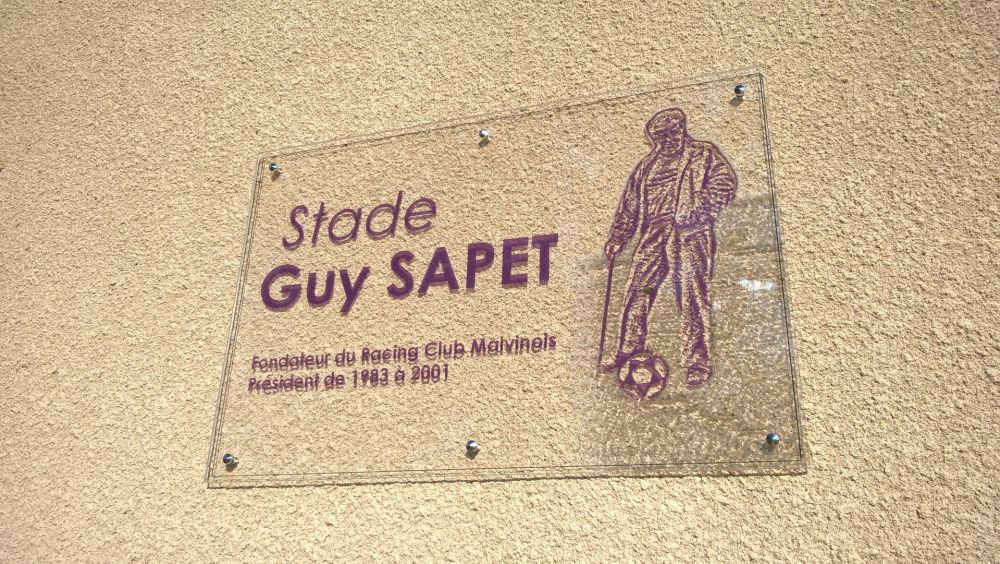 Stade
Guy SAPET
Fondateur du Racing Club Malvinois
Président de 1983 à 2001